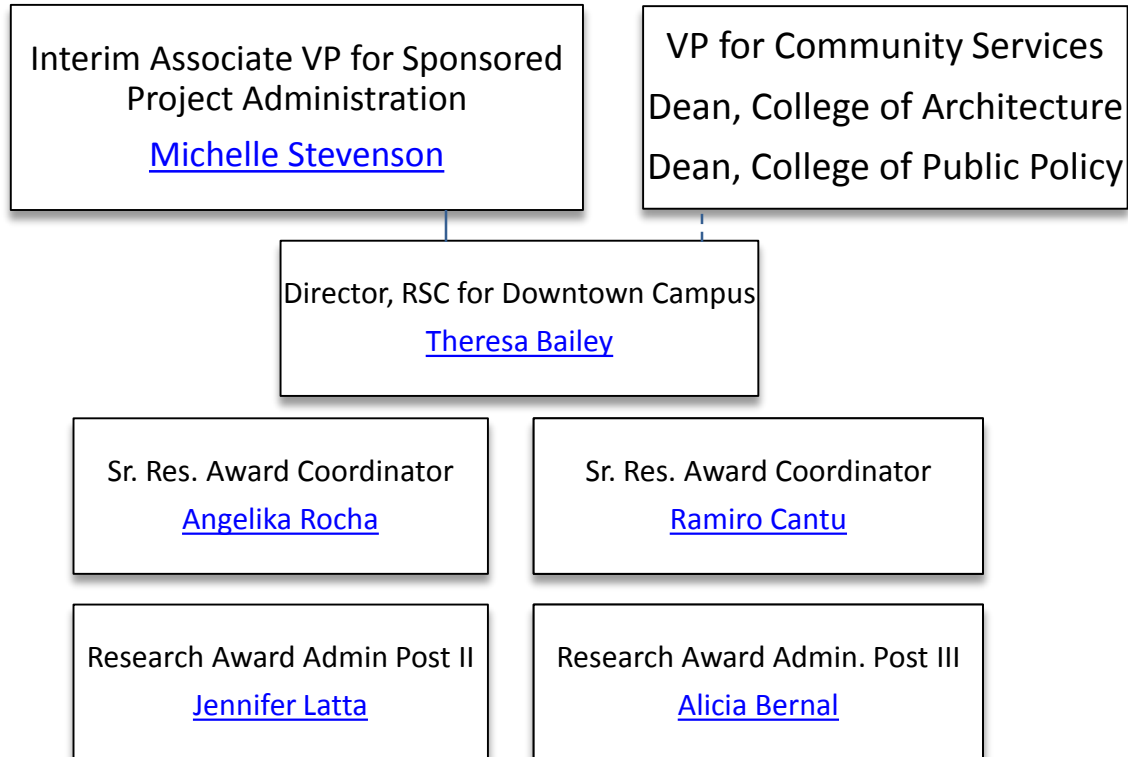 Interim Associate VP for Sponsored
Project Administration
Michelle Stevenson
VP for Community Services
Dean, College of Architecture
Dean, College of Public Policy
Director, RSC for Downtown Campus
Theresa Bailey
Sr. Res. Award Coordinator
Angelika Rocha
Sr. Res. Award Coordinator
Ramiro Cantu
Research Award Admin Post II
Jennifer Latta
Research Award Admin. Post III
Alicia Bernal